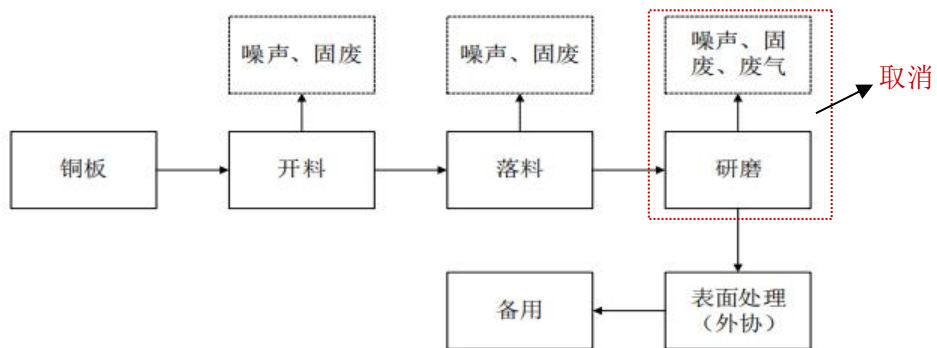 噪声、固废
噪声、固废
噪声、固
废、废气
取消
铜板
开料
落料
研磨
备用
表面处理
（外协）